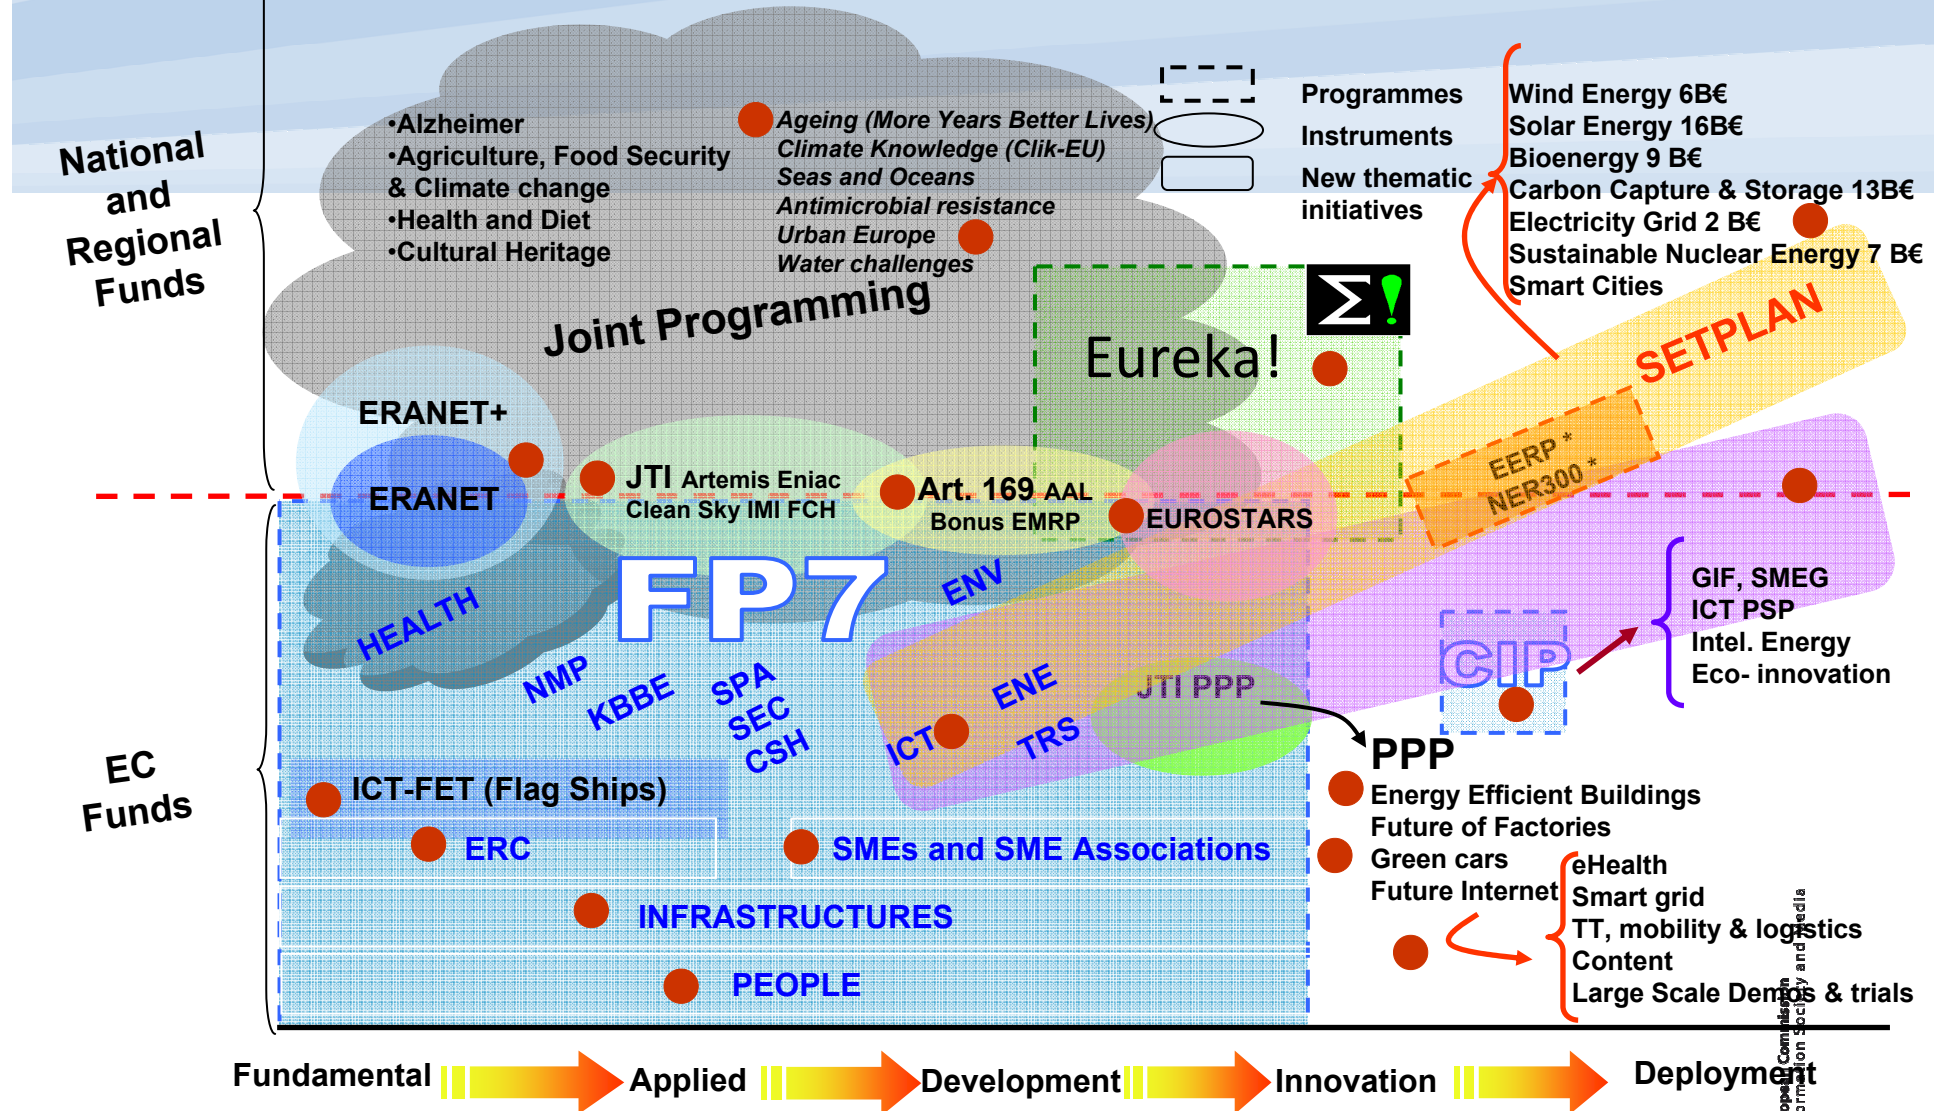 National
and
Regional
Funds
•Alzheimer
•Agriculture, Food Security
& Climate change
•Health and Diet
•Cultural Heritage
Ageing (More Years Better Lives)
Climate Knowledge (Clik-EU)
Seas and Oceans
Antimicrobial resistance
Urban Europe
Water challenges
Joint Programming
Programmes
Instruments
New thematic
initiatives
Wind Energy 6B€
Solar Energy 16B€
Bioenergy 9 B€
Carbon Capture & Storage 13B€
Electricity Grid 2 B€
Sustainable Nuclear Energy 7 B€
Smart Cities
Σ!
Eureka!
SETPLAN
EERP *
NER300 *
ERANET+
ERANET
JTI Artemis Eniac
Clean Sky IMI FCH
Art. 169 AAL
Bonus EMRP
EUROSTARS
FP7
HEALTH
NMP
KBBE
SPA
SEC
CSH
ENV
ICT
ENE
TRS
JTI PPP
CIP
GIF, SMEG
ICT PSP
Intel. Energy
Eco- innovation
EC
Funds
ICT-FET (Flag Ships)
ERC
SMEs and SME Associations
INFRASTRUCTURES
PEOPLE
PPP
Energy Efficient Buildings
Future of Factories
Green cars
Future Internet
eHealth
Smart grid
TT, mobility & logistics
Content
Large Scale Demos & trials
Commission
Society and Media
Fundamental
Applied
Development
Innovation
Deployment